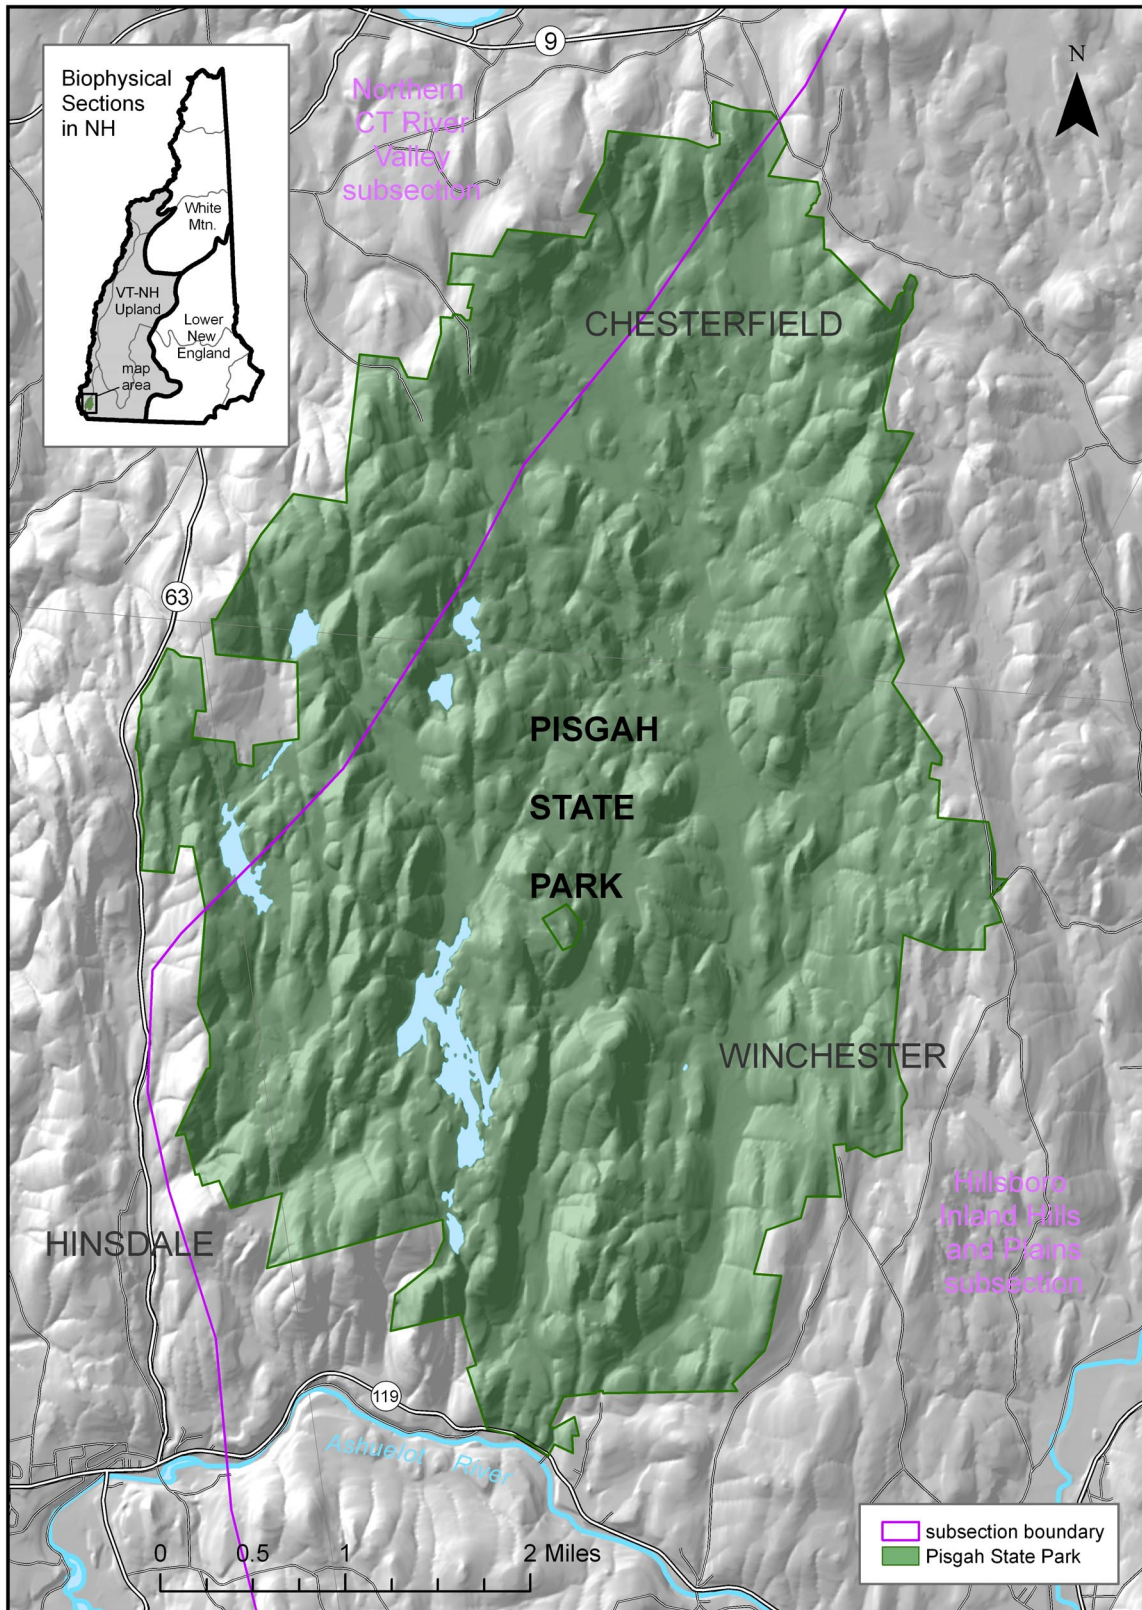 9
N
Biophysical
Sections
in NH
White
Mtn.
VT-NH
Upland
Lower
New
England
map
area
Northern
CT River
Valley
subsection
CHESTERFIELD
63
PISGAH
STATE
PARK
WINCHESTER
Hillsboro
Inland Hills
and Plains
subsection
HINSDALE
119
Ashuelot River
0 0.5 1 2 Miles
subsection boundary
Pisgah State Park